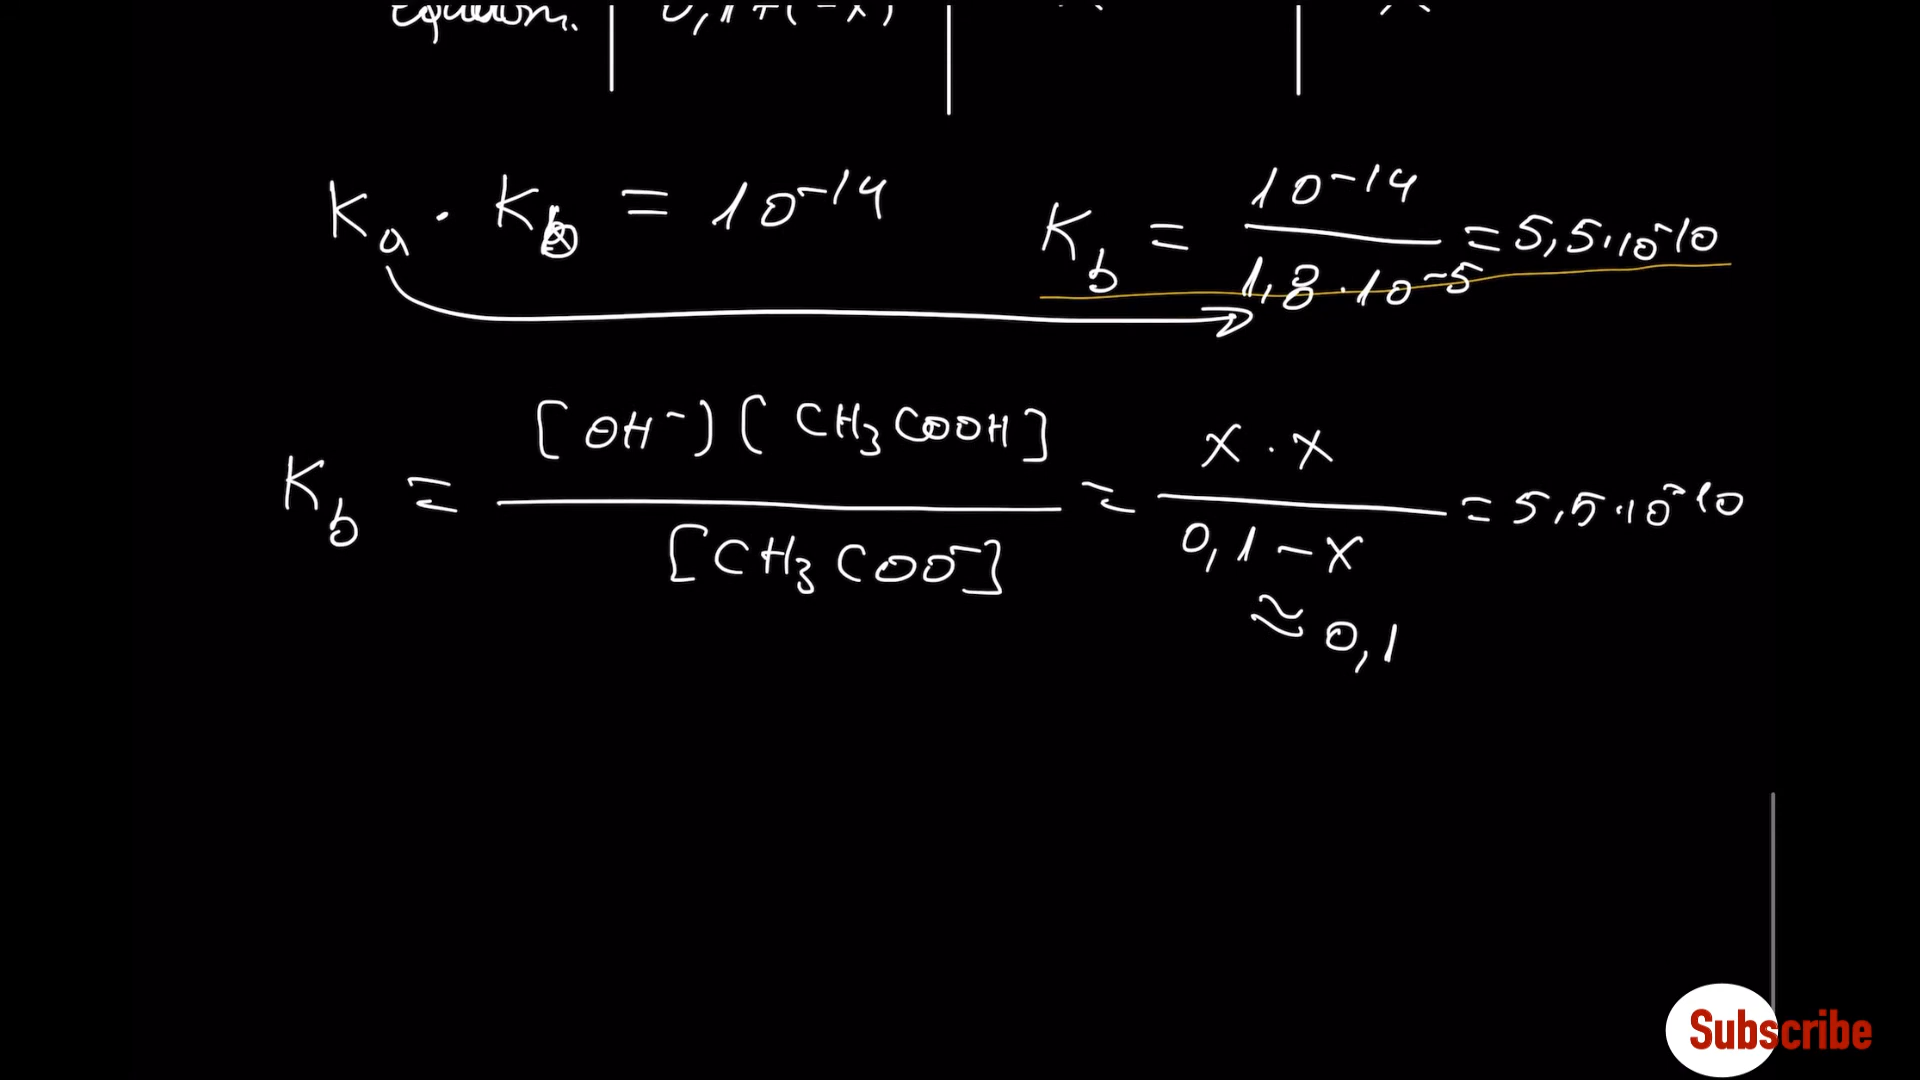 Ka · Kb = 10⁻¹⁴
Kb = 10⁻¹⁴ / 1,8·10⁻⁵ = 5,5·10⁻¹⁰
Kb = [OH⁻)( CH₃COOH] / [CH₃COO⁻] = x · x / 0,1 - x = 5,5·10⁻¹⁰
≈ 0,1
Subscribe